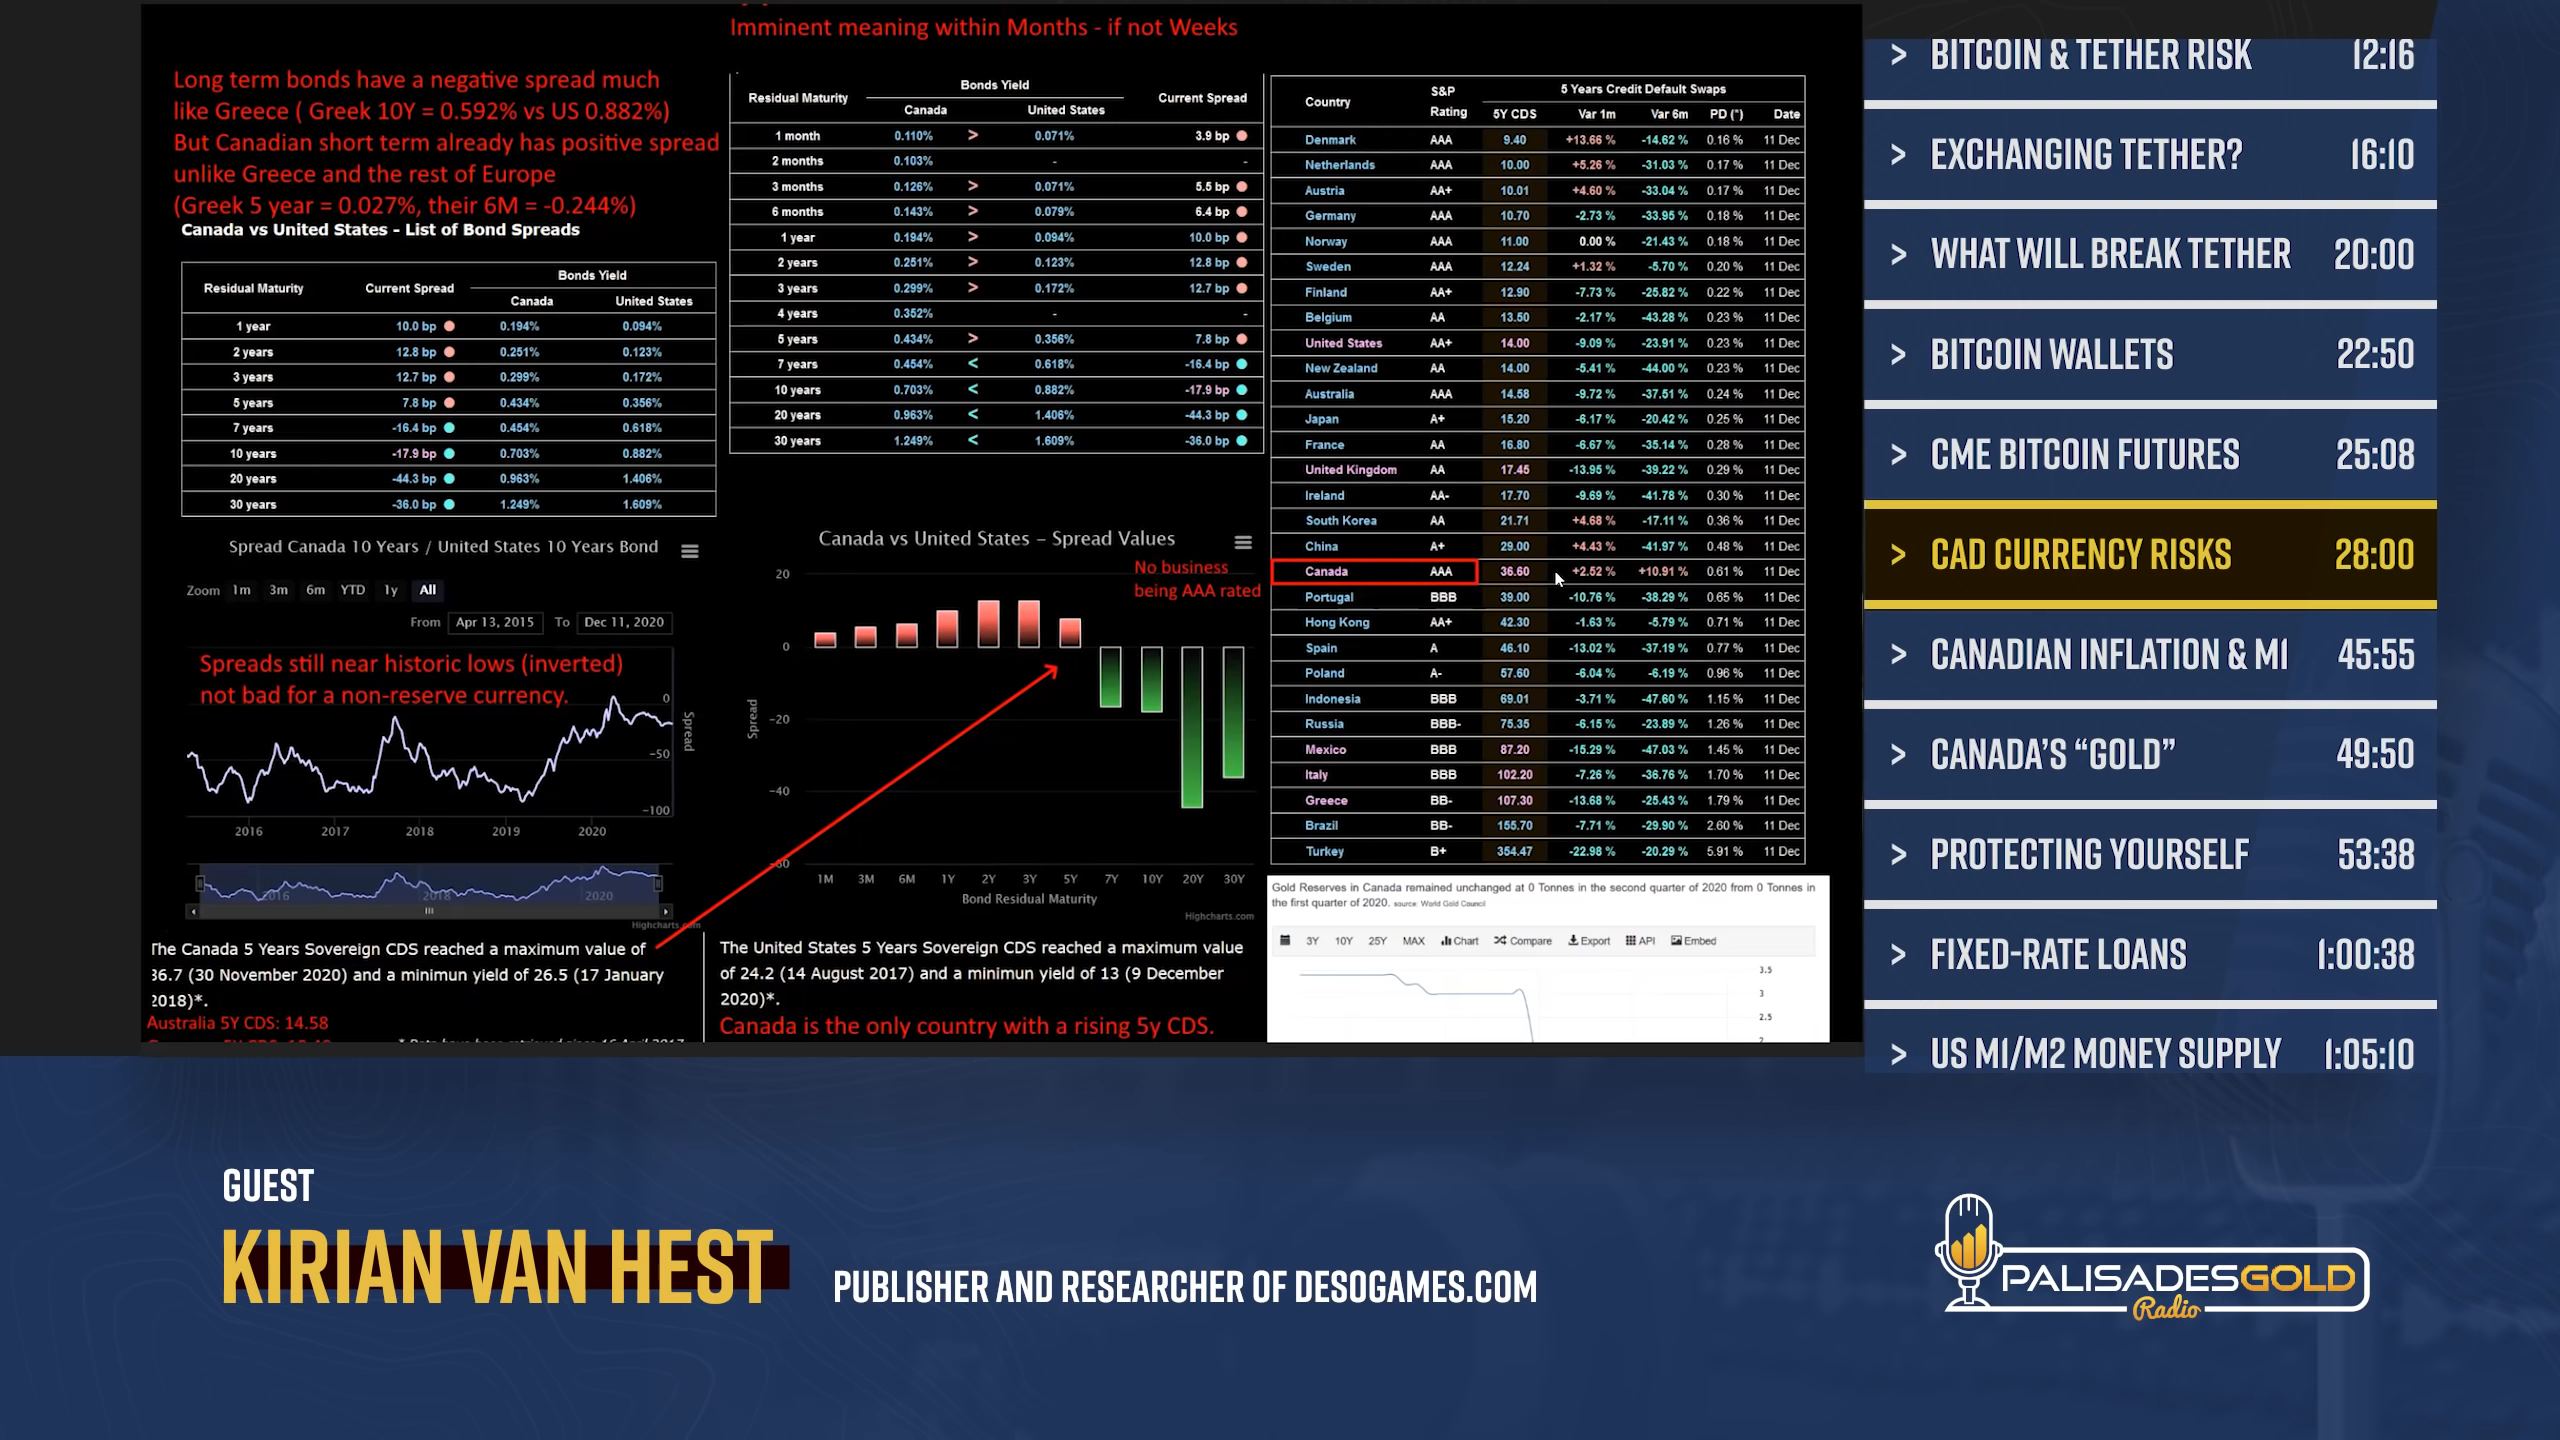 Imminent meaning within Months - if not Weeks
Long term bonds have a negative spread much
like Greece ( Greek 10Y = 0.592% vs US 0.882%)
But Canadian short term already has positive spread
unlike Greece and the rest of Europe
(Greek 5 year = 0.027%, their 6M = -0.244%)
Canada vs United States - List of Bond Spreads
Residual Maturity Current Spread Bonds Yield
Canada United States
1 year 10.0 bp 0.194% 0.094%
2 years 12.8 bp 0.251% 0.123%
3 years 12.7 bp 0.299% 0.172%
5 years 7.8 bp 0.434% 0.356%
7 years -16.4 bp 0.454% 0.618%
10 years -17.9 bp 0.703% 0.882%
20 years -44.3 bp 0.963% 1.406%
30 years -36.0 bp 1.249% 1.609%
Spread Canada 10 Years / United States 10 Years Bond
Zoom 1m 3m 6m YTD 1y All
From Apr 13, 2015 To Dec 11, 2020
Spreads still near historic lows (inverted)
not bad for a non-reserve currency.
0
-50
-100
Spread
2016 2017 2018 2019 2020
2016 2018 2020
Highcharts.com
The Canada 5 Years Sovereign CDS reached a maximum value of
36.7 (30 November 2020) and a minimun yield of 26.5 (17 January
2018)*.
Australia 5Y CDS: 14.58
Residual Maturity Bonds Yield Current Spread
Canada United States
1 month 0.110% > 0.071% 3.9 bp
2 months 0.103% - -
3 months 0.126% > 0.071% 5.5 bp
6 months 0.143% > 0.079% 6.4 bp
1 year 0.194% > 0.094% 10.0 bp
2 years 0.251% > 0.123% 12.8 bp
3 years 0.299% > 0.172% 12.7 bp
4 years 0.352% - -
5 years 0.434% > 0.356% 7.8 bp
7 years 0.454% < 0.618% -16.4 bp
10 years 0.703% < 0.882% -17.9 bp
20 years 0.963% < 1.406% -44.3 bp
30 years 1.249% < 1.609% -36.0 bp
Canada vs United States – Spread Values
No business
being AAA rated
20
0
-20
-40
-60
Spread
1M 3M 6M 1Y 2Y 3Y 5Y 7Y 10Y 20Y 30Y
Bond Residual Maturity
Highcharts.com
The United States 5 Years Sovereign CDS reached a maximum value
of 24.2 (14 August 2017) and a minimun yield of 13 (9 December
2020)*.
Canada is the only country with a rising 5y CDS.
Country S&P Rating 5 Years Credit Default Swaps
5Y CDS Var 1m Var 6m PD (*) Date
Denmark AAA 9.40 +13.66 % -14.62 % 0.16 % 11 Dec
Netherlands AAA 10.00 +5.26 % -31.03 % 0.17 % 11 Dec
Austria AA+ 10.01 +4.60 % -33.04 % 0.17 % 11 Dec
Germany AAA 10.70 -2.73 % -33.95 % 0.18 % 11 Dec
Norway AAA 11.00 0.00 % -21.43 % 0.18 % 11 Dec
Sweden AAA 12.24 +1.32 % -5.70 % 0.20 % 11 Dec
Finland AA+ 12.90 -7.73 % -25.82 % 0.22 % 11 Dec
Belgium AA 13.50 -2.17 % -43.28 % 0.23 % 11 Dec
United States AA+ 14.00 -9.09 % -23.91 % 0.23 % 11 Dec
New Zealand AA 14.00 -5.41 % -44.00 % 0.23 % 11 Dec
Australia AAA 14.58 -9.72 % -37.51 % 0.24 % 11 Dec
Japan A+ 15.20 -6.17 % -20.42 % 0.25 % 11 Dec
France AA 16.80 -6.67 % -35.14 % 0.28 % 11 Dec
United Kingdom AA 17.45 -13.95 % -39.22 % 0.29 % 11 Dec
Ireland AA- 17.70 -9.69 % -41.78 % 0.30 % 11 Dec
South Korea AA 21.71 +4.68 % -17.11 % 0.36 % 11 Dec
China A+ 29.00 +4.43 % -41.97 % 0.48 % 11 Dec
Canada AAA 36.60 +2.52 % +10.91 % 0.61 % 11 Dec
Portugal BBB 39.00 -10.76 % -38.29 % 0.65 % 11 Dec
Hong Kong AA+ 42.30 -1.63 % -5.79 % 0.71 % 11 Dec
Spain A 46.10 -13.02 % -37.19 % 0.77 % 11 Dec
Poland A- 57.60 -6.04 % -6.19 % 0.96 % 11 Dec
Indonesia BBB 69.01 -3.71 % -47.60 % 1.15 % 11 Dec
Russia BBB- 75.35 -6.15 % -23.89 % 1.26 % 11 Dec
Mexico BBB 87.20 -15.29 % -47.03 % 1.45 % 11 Dec
Italy BBB 102.20 -7.26 % -36.76 % 1.70 % 11 Dec
Greece BB- 107.30 -13.68 % -25.43 % 1.79 % 11 Dec
Brazil BB- 155.70 -7.71 % -29.90 % 2.60 % 11 Dec
Turkey B+ 354.47 -22.98 % -20.29 % 5.91 % 11 Dec
Gold Reserves in Canada remained unchanged at 0 Tonnes in the second quarter of 2020 from 0 Tonnes in
the first quarter of 2020. source: World Gold Council
3Y 10Y 25Y MAX Chart Compare Export API Embed
3.5
3
2.5
> BITCOIN & TETHER RISK 12:16
> EXCHANGING TETHER? 16:10
> WHAT WILL BREAK TETHER 20:00
> BITCOIN WALLETS 22:50
> CME BITCOIN FUTURES 25:08
> CAD CURRENCY RISKS 28:00
> CANADIAN INFLATION & M1 45:55
> CANADA'S “GOLD” 49:50
> PROTECTING YOURSELF 53:38
> FIXED-RATE LOANS 1:00:38
> US M1/M2 MONEY SUPPLY 1:05:10
GUEST
KIRIAN VAN HEST
PUBLISHER AND RESEARCHER OF DESOGAMES.COM
PALISADESGOLD
Radio